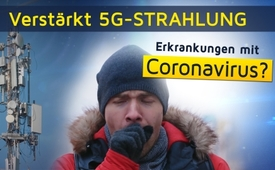 Verstärkt 5G-STRAHLUNG
Erkrankungen mit
Coronavirus?